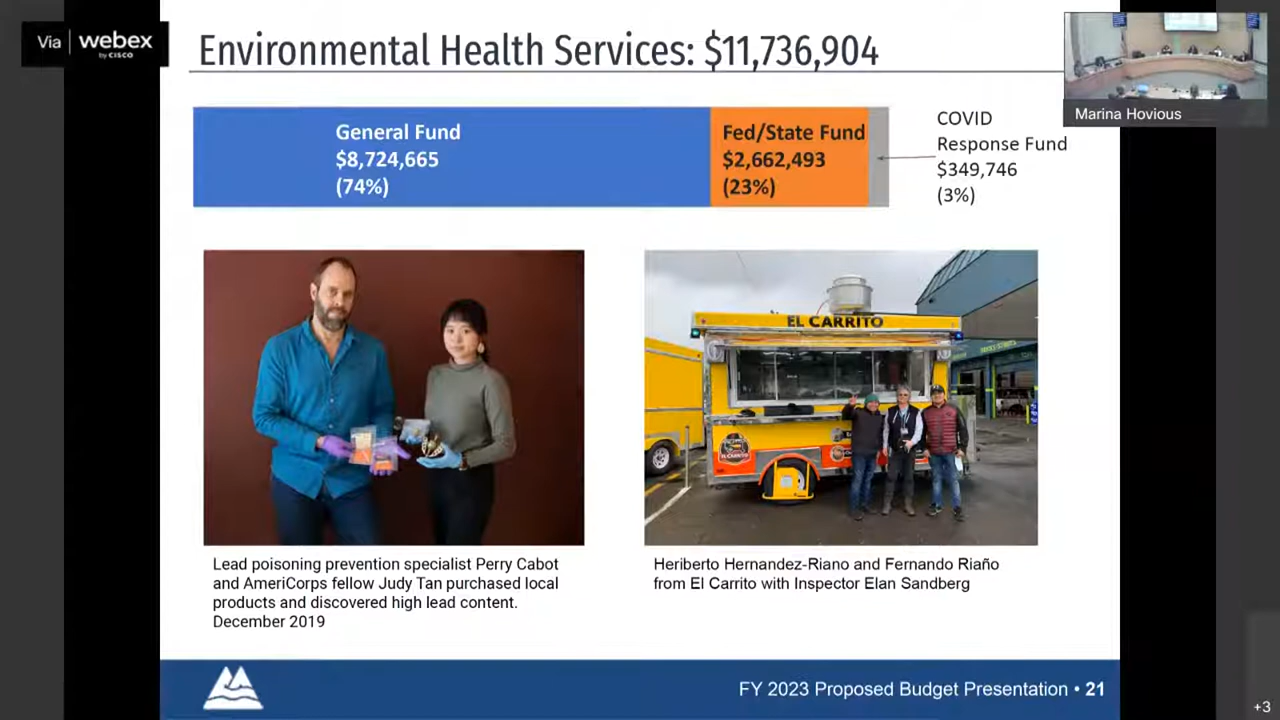 Via webex
by CISCO
Environmental Health Services: $11,736,904
Marina Hovious
General Fund
$8,724,665
(74%)
Fed/State Fund
$2,662,493
(23%)
COVID
Response Fund
$349,746
(3%)
EL CARRITO
Lead poisoning prevention specialist Perry Cabot
and AmeriCorps fellow Judy Tan purchased local
products and discovered high lead content.
December 2019
Heriberto Hernandez-Riano and Fernando Riaño
from El Carrito with Inspector Elan Sandberg
FY 2023 Proposed Budget Presentation • 21
+3